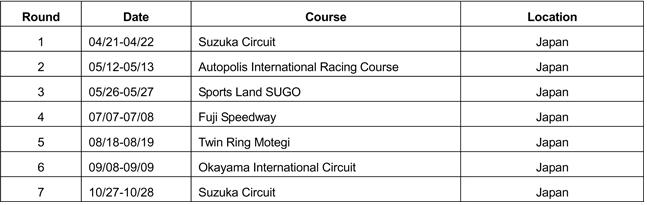 Round Date Course Location
1 04/21-04/22 Suzuka Circuit Japan
2 05/12-05/13 Autopolis International Racing Course Japan
3 05/26-05/27 Sports Land SUGO Japan
4 07/07-07/08 Fuji Speedway Japan
5 08/18-08/19 Twin Ring Motegi Japan
6 09/08-09/09 Okayama International Circuit Japan
7 10/27-10/28 Suzuka Circuit Japan